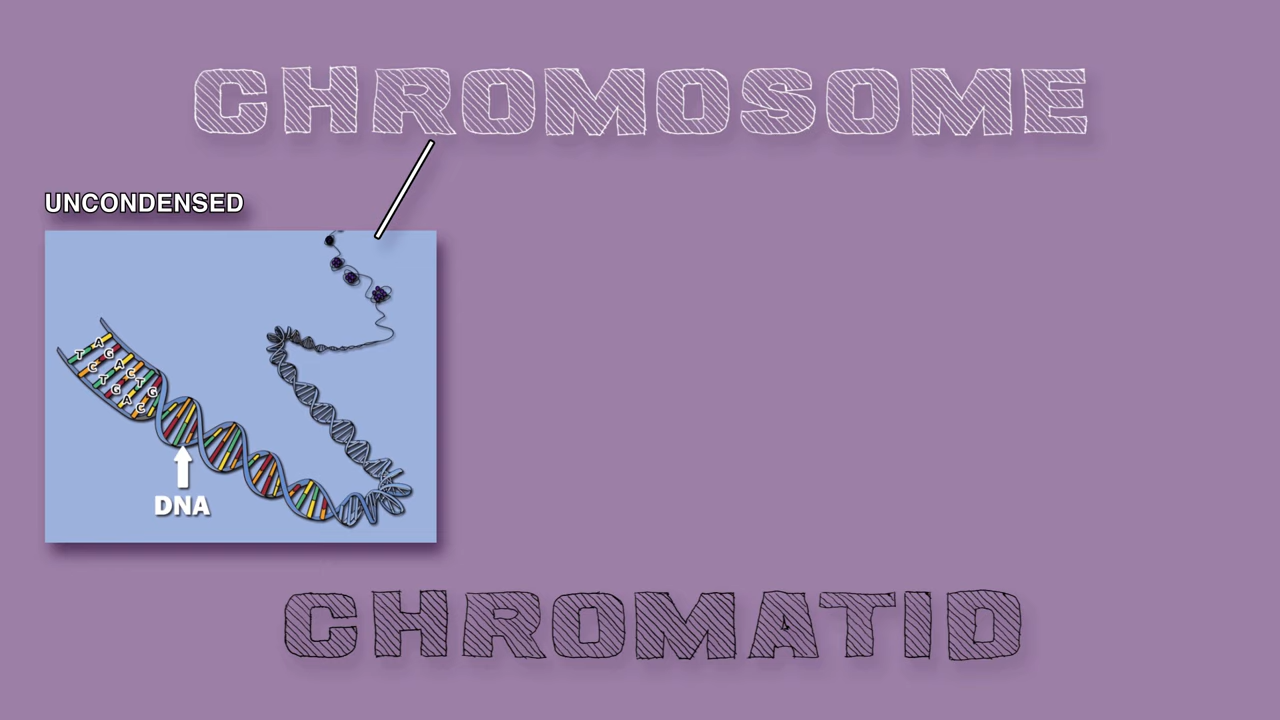 CHROMOSOME
UNCONDENSED
T A
C G
T A
G C
A T
C G
DNA
CHROMATID